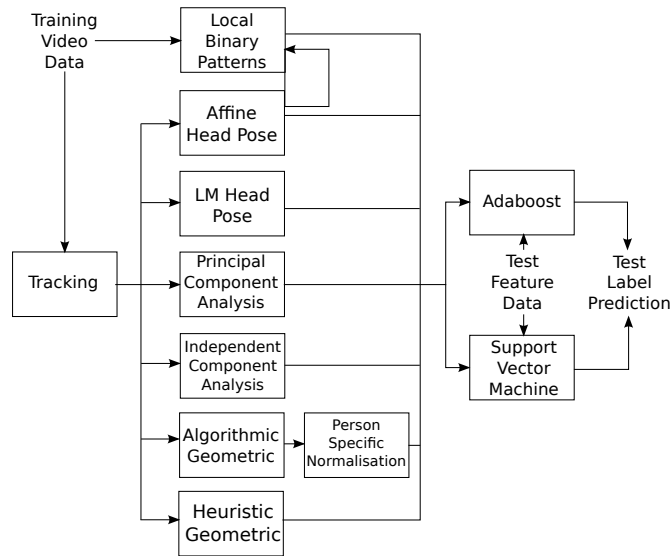 Training
Video
Data
Local
Binary
Patterns
Affine
Head Pose
LM Head
Pose
Tracking
Principal
Component
Analysis
Independent
Component
Analysis
Algorithmic
Geometric
Person
Specific
Normalisation
Heuristic
Geometric
Adaboost
Test
Feature
Data
Test
Label
Prediction
Support
Vector
Machine